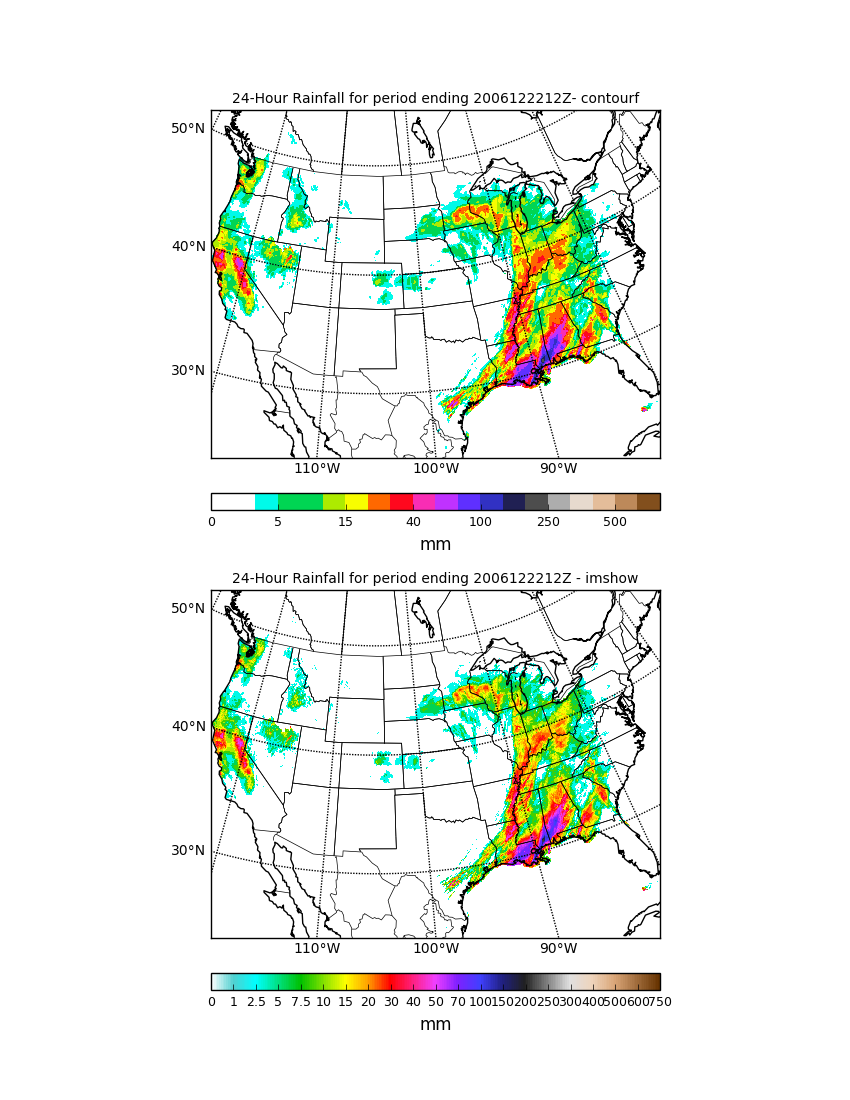 24-Hour Rainfall for period ending 2006122212Z- contourf
50°N
40°N
30°N
110°W 100°W 90°W
0 5 15 40 100 250 500
mm
24-Hour Rainfall for period ending 2006122212Z - imshow
50°N
40°N
30°N
110°W 100°W 90°W
0 1 2.5 5 7.5 10 15 20 30 40 50 70 100 150 200 250 300 400 500 600 750
mm